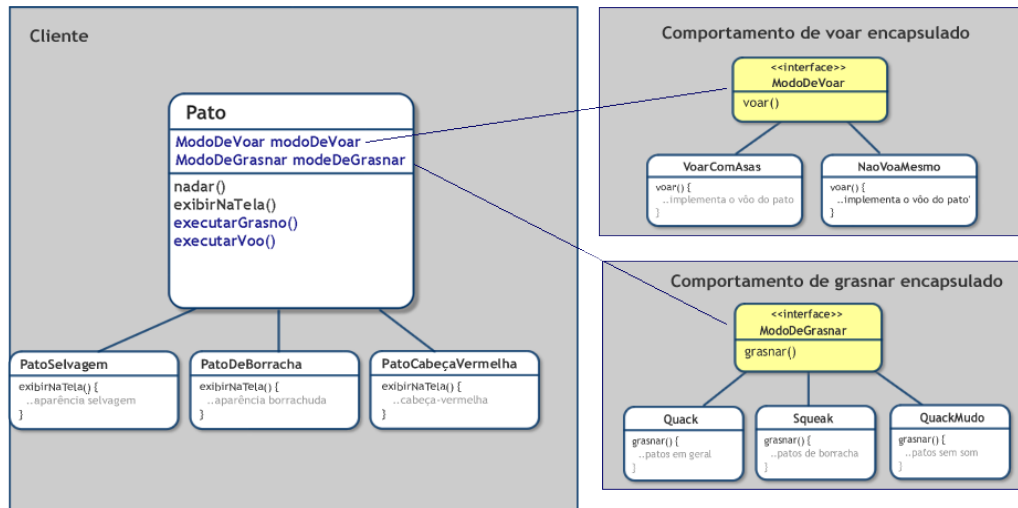 Cliente
Pato
ModoDeVoar modoDeVoar
ModoDeGrasnar modeDeGrasnar
nadar()
exibirNaTela()
executarGrasno()
executarVoo()
PatoSelvagem
exibirNaTela() {
..aparência selvagem
}
PatoDeBorracha
exibirNaTela() {
..aparência borrachuda
}
PatoCabeçaVermelha
exibirNaTela() {
..cabeça-vermelha
}
Comportamento de voar encapsulado
<<interface>>
ModoDeVoar
voar()
VoarComAsas
voar() {
..implementa o vôo do pato
}
NaoVoaMesmo
voar() {
..implementa o vôo do pato'
}
Comportamento de grasnar encapsulado
<<interface>>
ModoDeGrasnar
grasnar()
Quack
grasnar() {
..patos em geral
}
Squeak
grasnar() {
..patos de borracha
}
QuackMudo
grasnar() {
..patos sem som
}